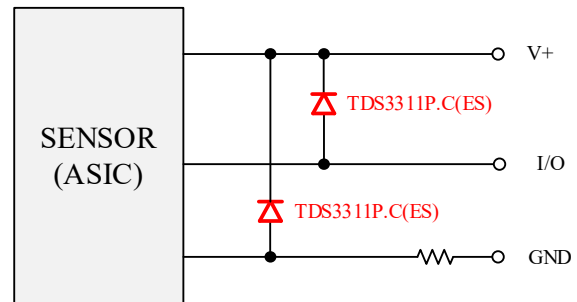 V+
TDS3311P.C(ES)
SENSOR
(ASIC)
I/O
TDS3311P.C(ES)
GND